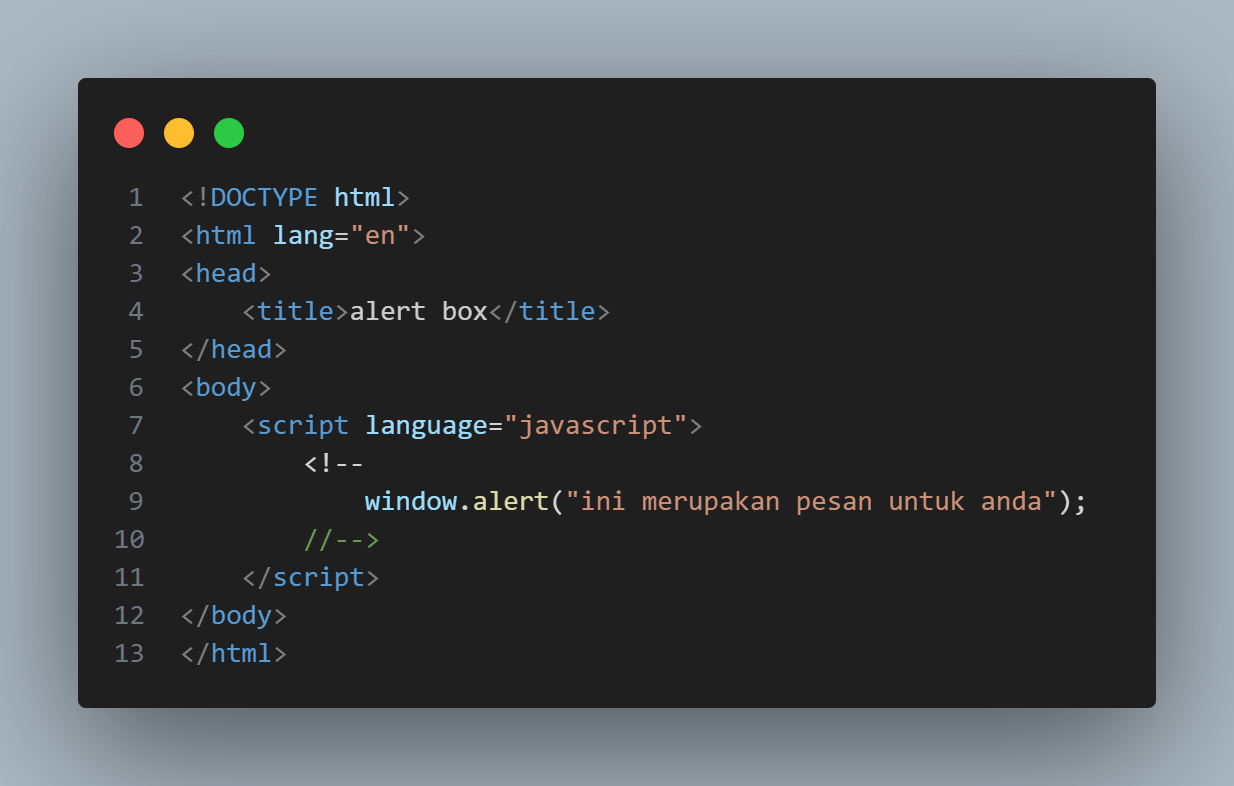 1 <!DOCTYPE html>
2 <html lang="en">
3 <head>
4     <title>alert box</title>
5 </head>
6 <body>
7     <script language="javascript">
8         <!--
9             window.alert("ini merupakan pesan untuk anda");
10         //-->
11     </script>
12 </body>
13 </html>